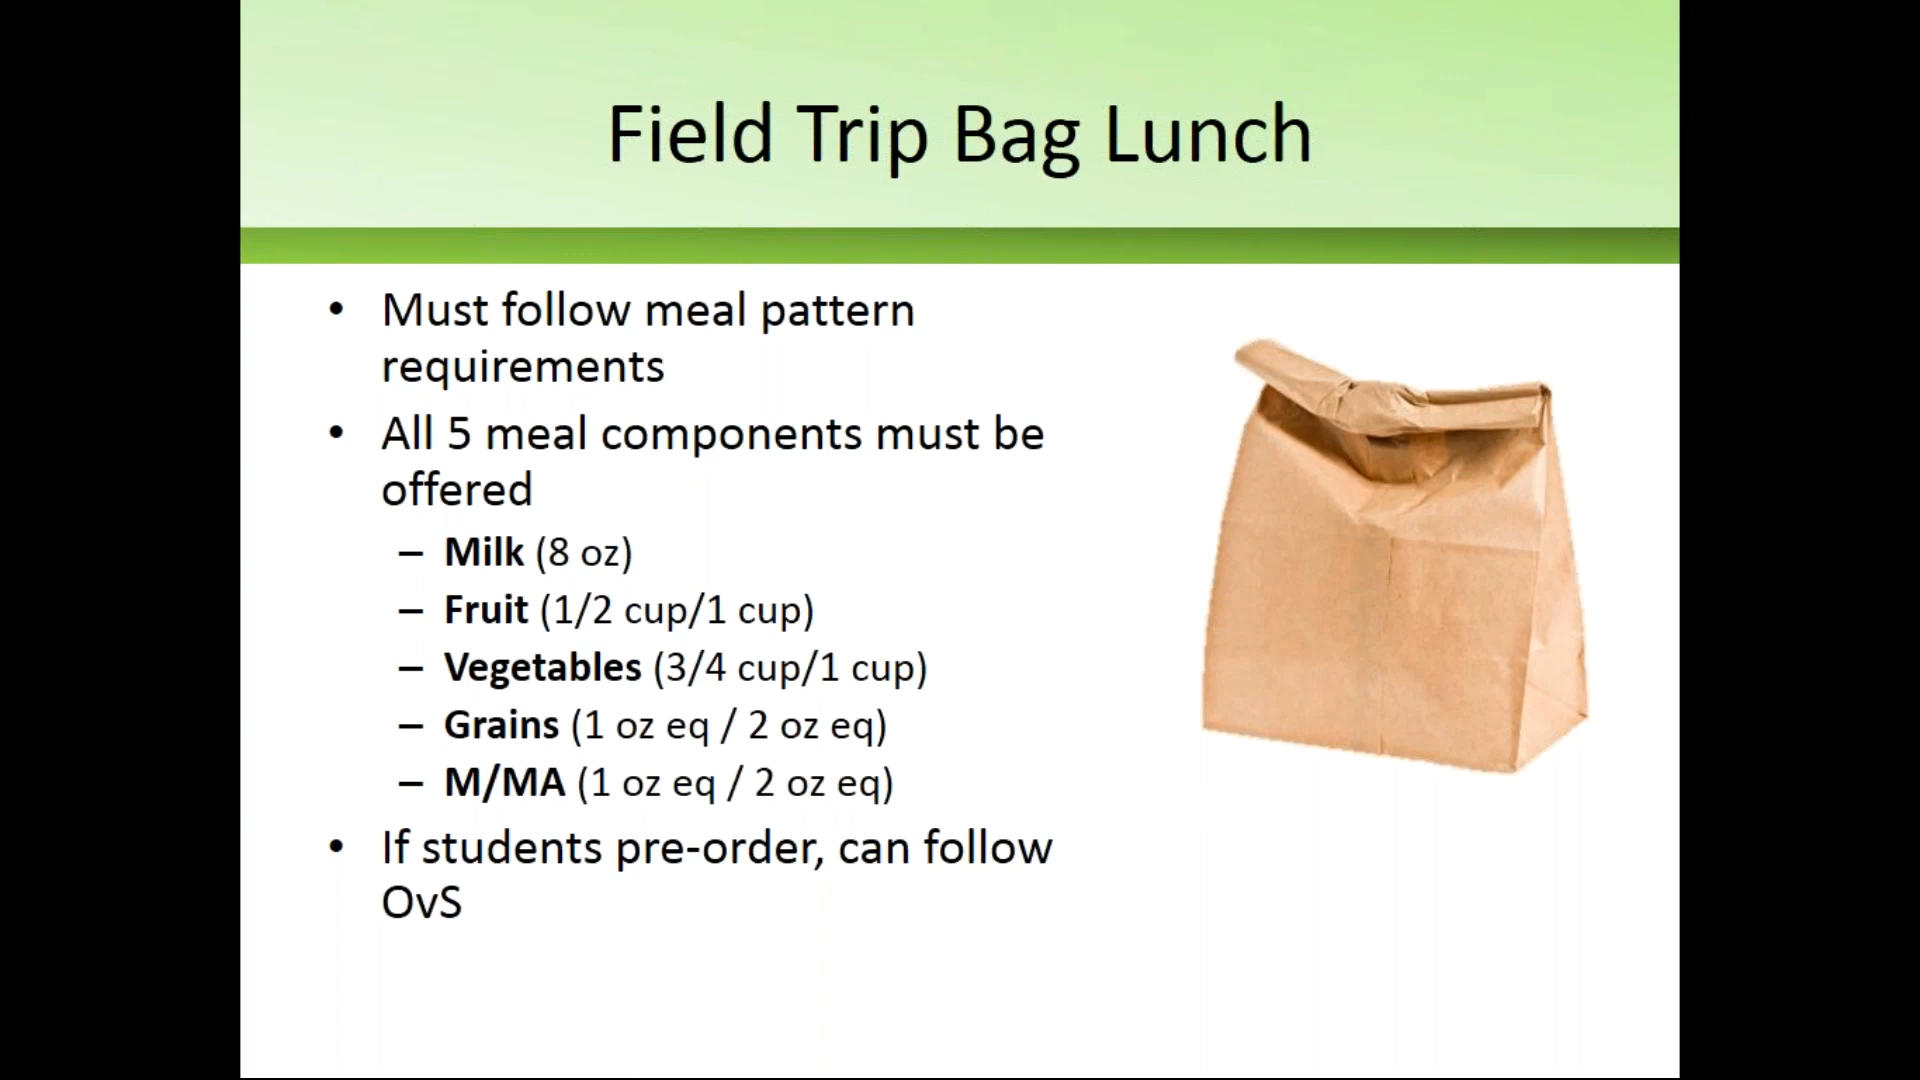 Field Trip Bag Lunch
• Must follow meal pattern
requirements
• All 5 meal components must be
offered
– Milk (8 oz)
– Fruit (1/2 cup/1 cup)
– Vegetables (3/4 cup/1 cup)
– Grains (1 oz eq / 2 oz eq)
– M/MA (1 oz eq / 2 oz eq)
• If students pre-order, can follow
OvS